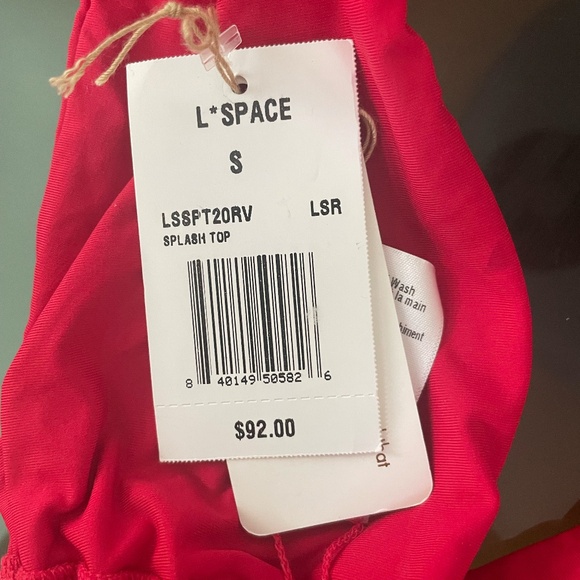 L*SPACE
S
LSSPT20RV LSR
SPLASH TOP
8 40149 50582 6
$92.00
Wash
la main